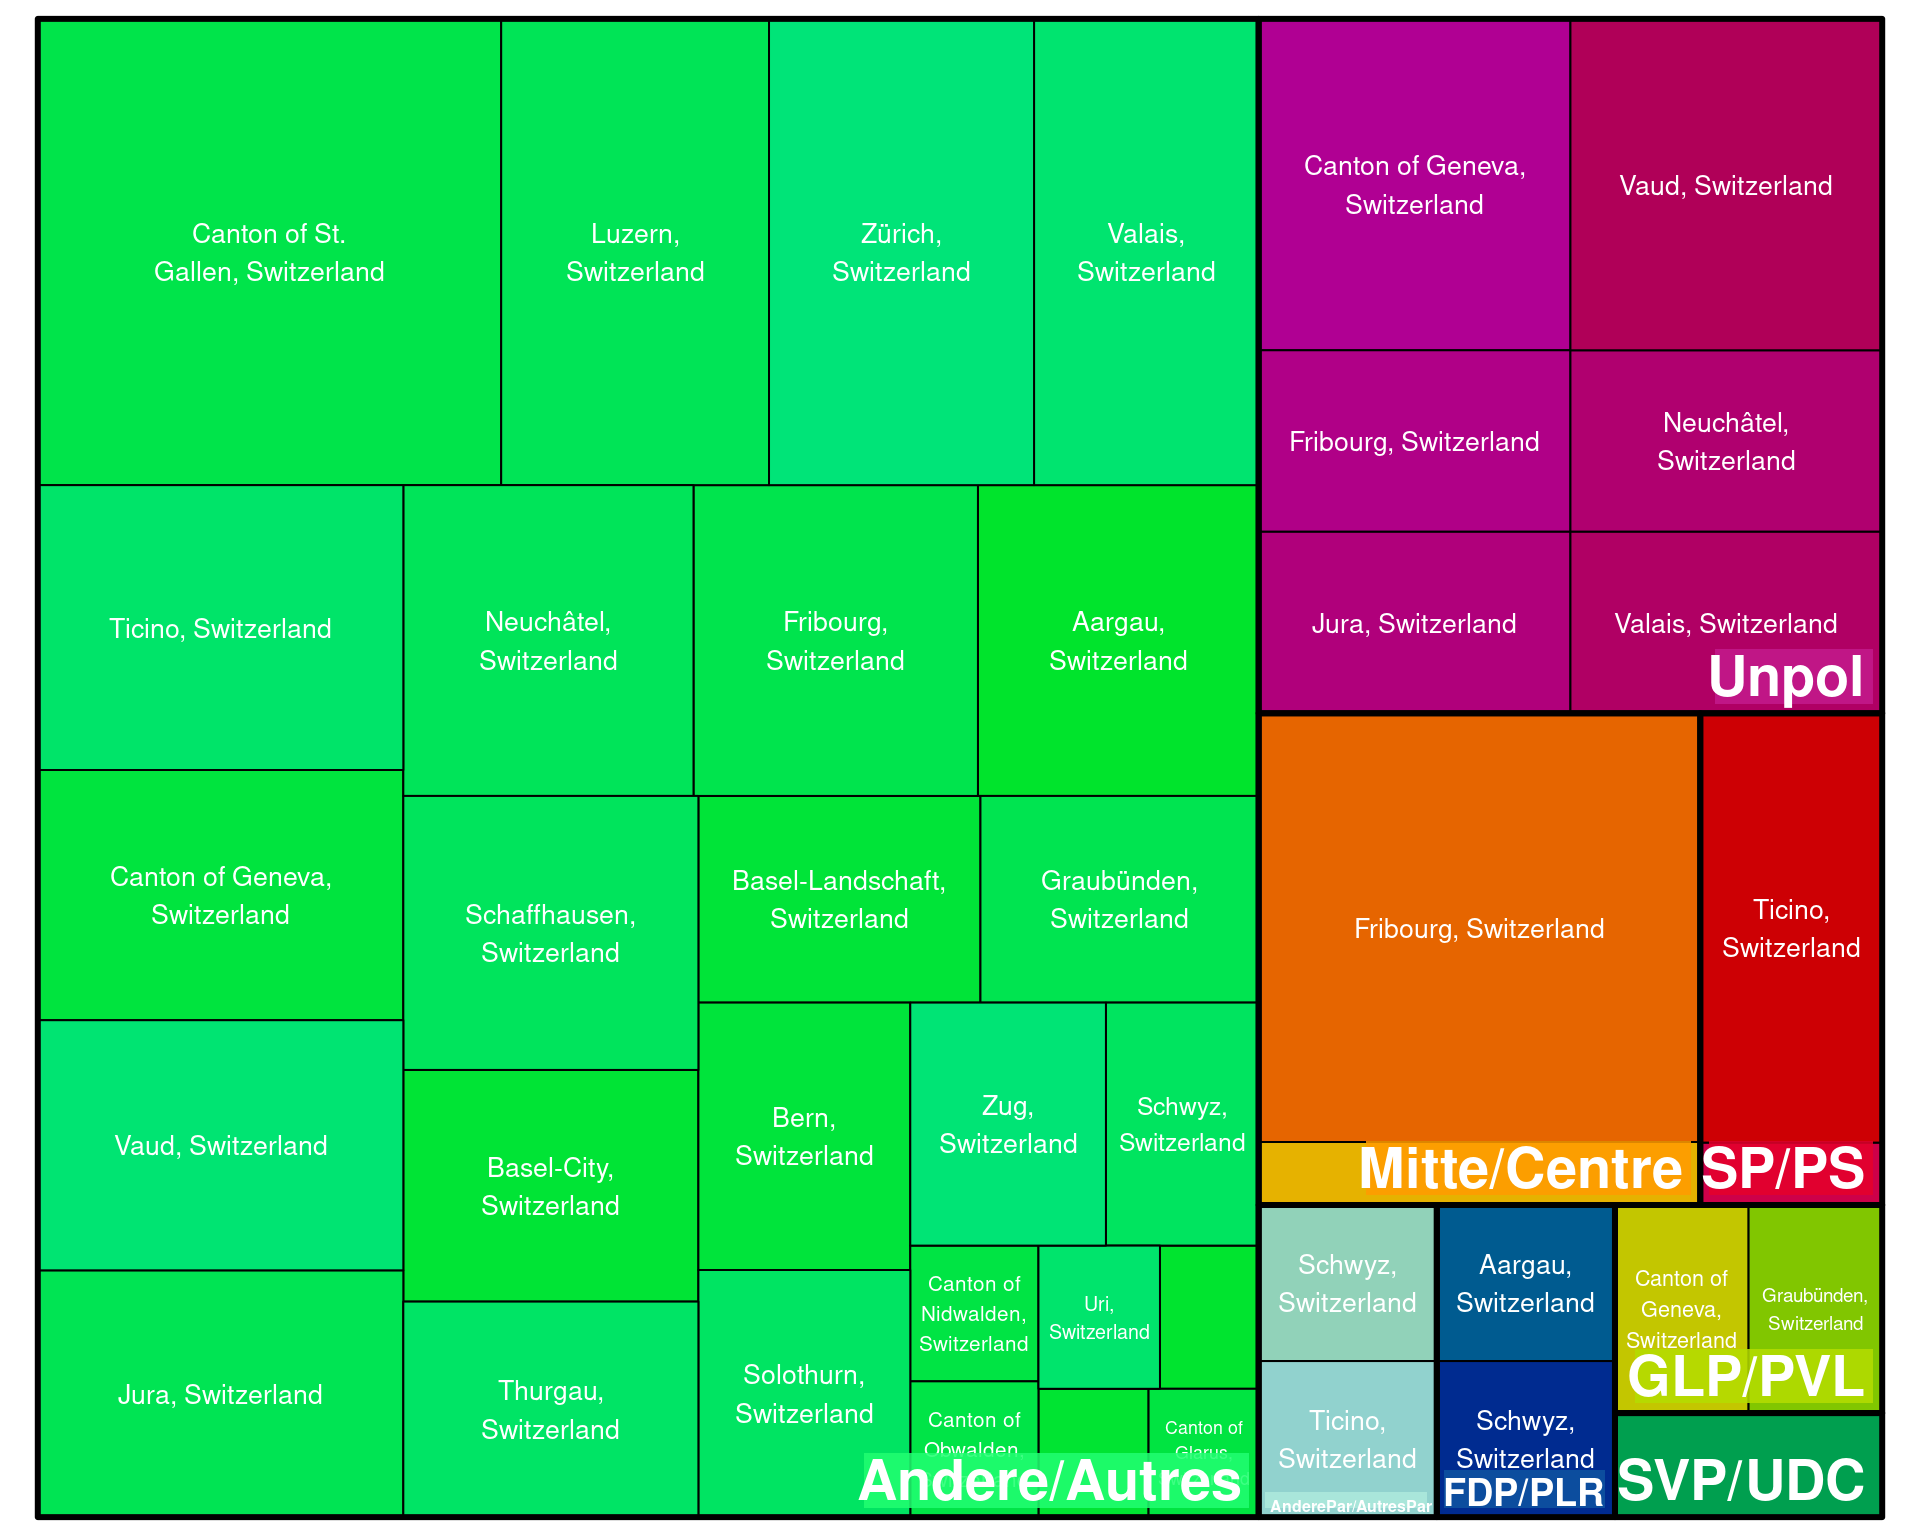 Canton of St.
Gallen, Switzerland
Luzern,
Switzerland
Zürich,
Switzerland
Valais,
Switzerland
Ticino, Switzerland
Neuchâtel,
Switzerland
Fribourg,
Switzerland
Aargau,
Switzerland
Canton of Geneva,
Switzerland
Schaffhausen,
Switzerland
Basel-Landschaft,
Switzerland
Graubünden,
Switzerland
Vaud, Switzerland
Basel-City,
Switzerland
Bern,
Switzerland
Zug,
Switzerland
Schwyz,
Switzerland
Jura, Switzerland
Thurgau,
Switzerland
Solothurn,
Switzerland
Canton of
Nidwalden,
Switzerland
Uri,
Switzerland
Canton of
Obwalden,
Canton of
Glarus,
Andere/Autres
Canton of Geneva,
Switzerland
Vaud, Switzerland
Fribourg, Switzerland
Neuchâtel,
Switzerland
Jura, Switzerland
Valais, Switzerland
Unpol
Fribourg, Switzerland
Mitte/Centre
Ticino,
Switzerland
SP/PS
Schwyz,
Switzerland
Ticino,
Switzerland
AnderePar/AutresPar
Aargau,
Switzerland
Schwyz,
Switzerland
FDP/PLR
Canton of
Geneva,
Switzerland
Graubünden,
Switzerland
GLP/PVL
SVP/UDC